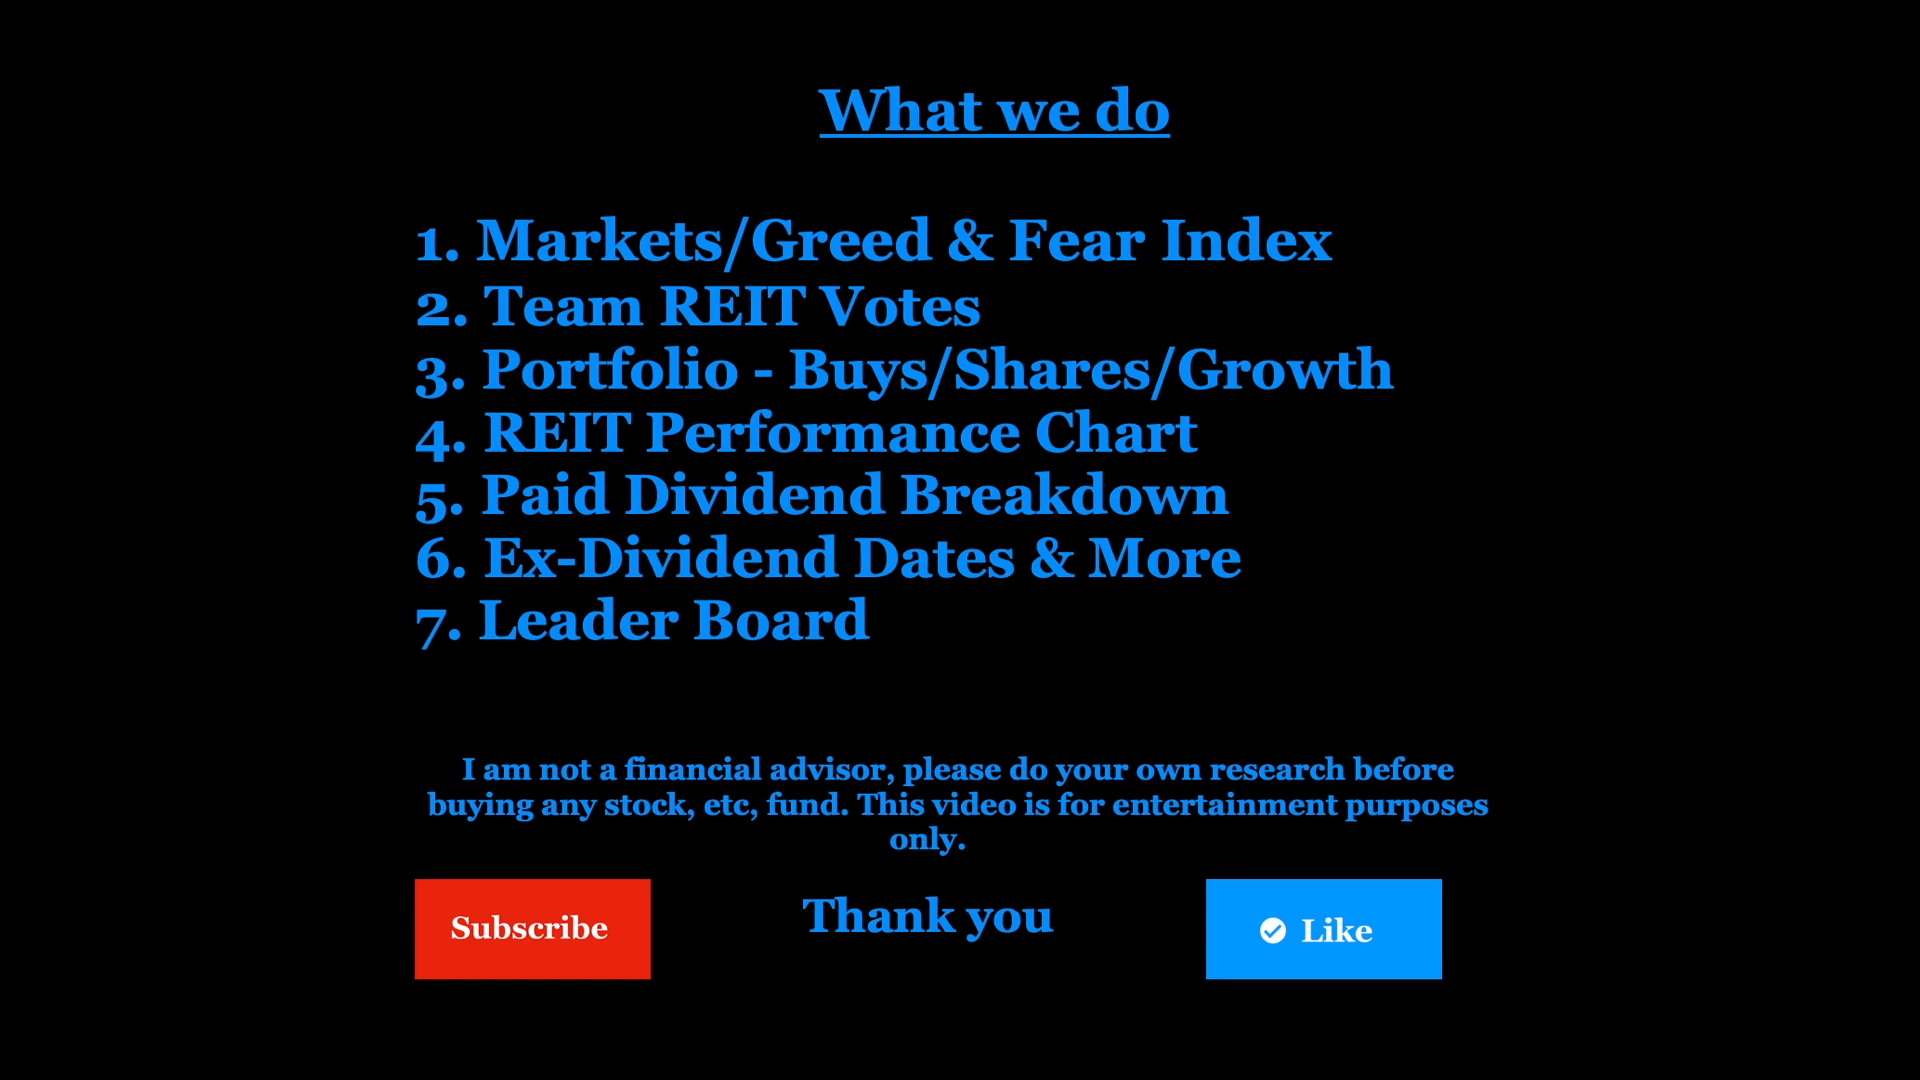 What we do
1. Markets/Greed & Fear Index
2. Team REIT Votes
3. Portfolio - Buys/Shares/Growth
4. REIT Performance Chart
5. Paid Dividend Breakdown
6. Ex-Dividend Dates & More
7. Leader Board
I am not a financial advisor, please do your own research before
buying any stock, etc, fund. This video is for entertainment purposes
only.
Subscribe
Thank you
Like